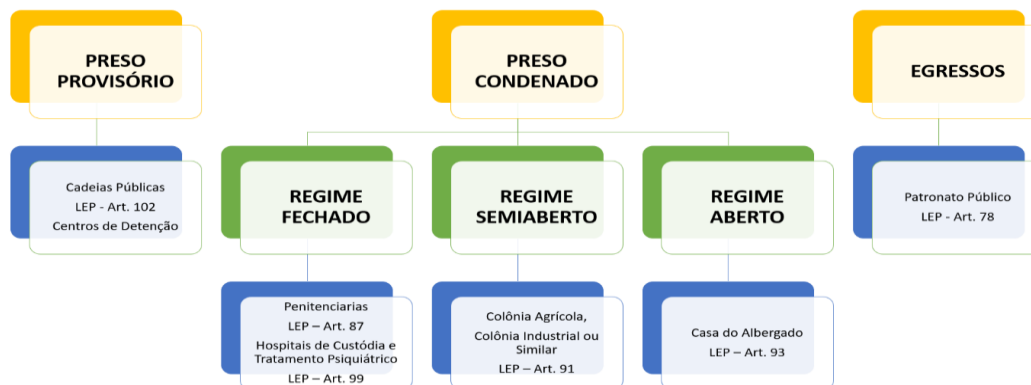 PRESO
PROVISÓRIO
PRESO
CONDENADO
EGRESSOS
Cadeias Públicas
LEP - Art. 102
Centros de Detenção
REGIME
FECHADO
REGIME
SEMIABERTO
REGIME
ABERTO
Patronato Público
LEP - Art. 78
Penitenciarias
LEP – Art. 87
Hospitais de Custódia e
Tratamento Psiquiátrico
LEP – Art. 99
Colônia Agrícola,
Colônia Industrial ou
Similar
LEP – Art. 91
Casa do Albergado
LEP – Art. 93